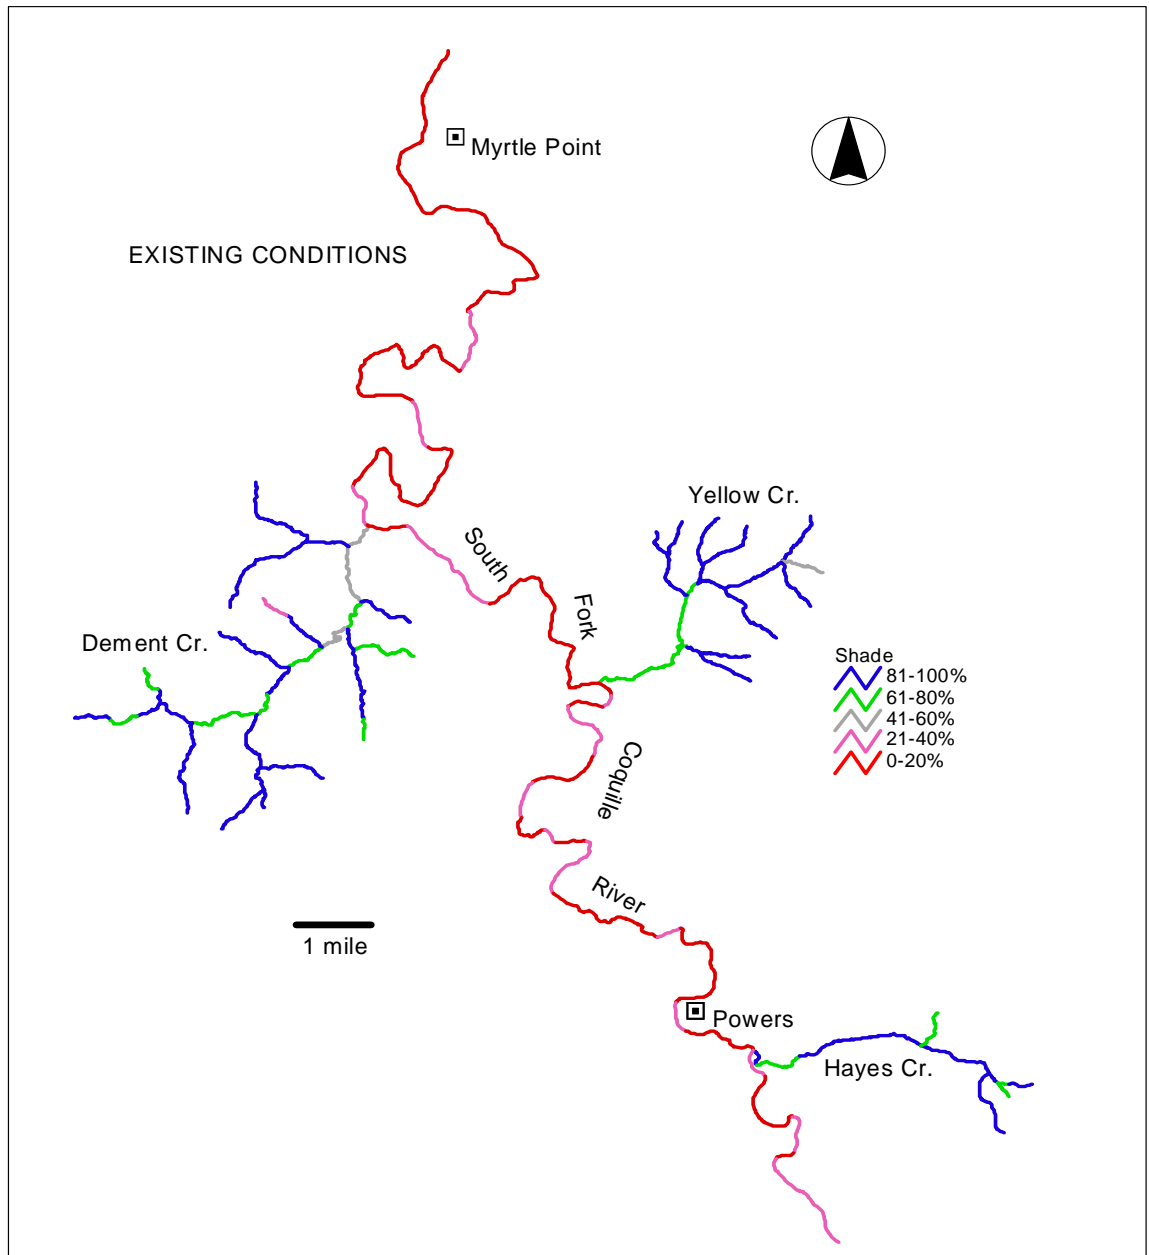 Myrtle Point
EXISTING CONDITIONS
Yellow Cr.
South
Fork
Dement Cr.
Shade
81-100%
61-80%
41-60%
21-40%
0-20%
Coquille
River
1 mile
Powers
Hayes Cr.